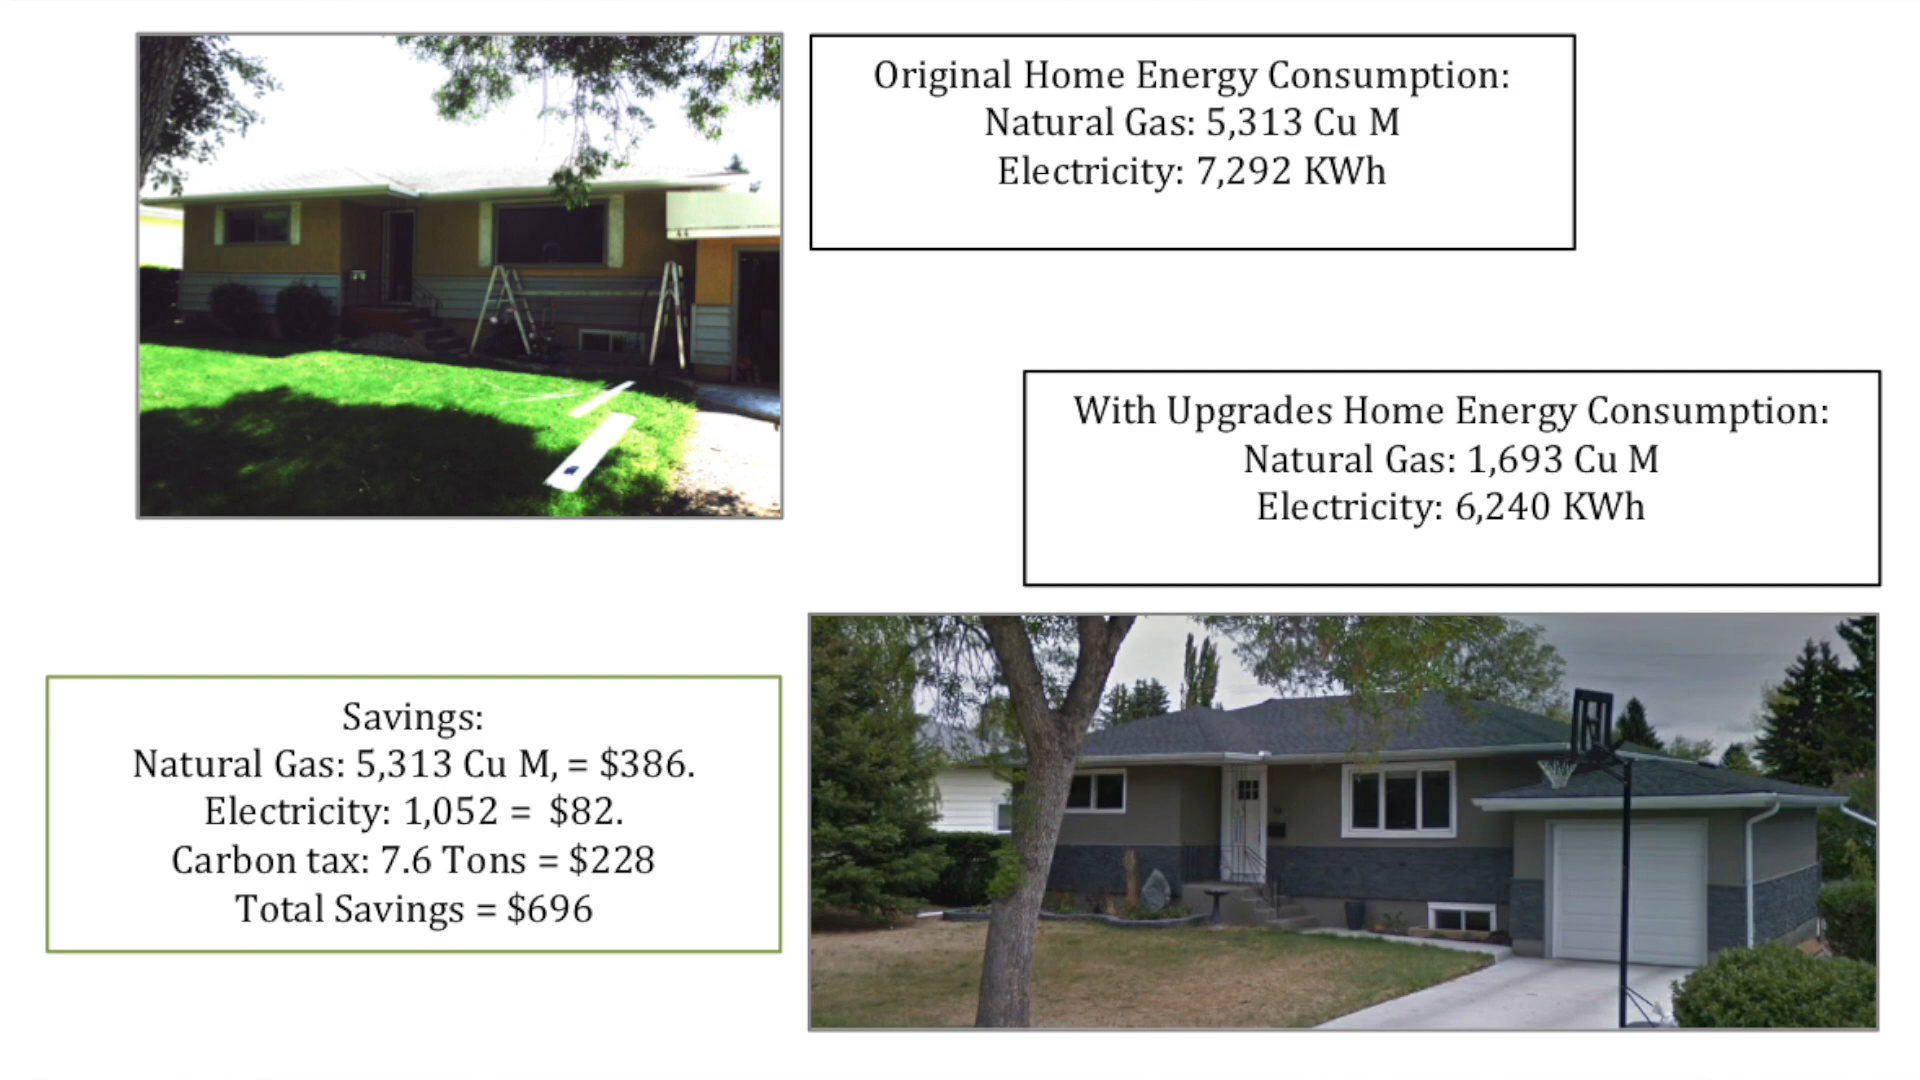 Original Home Energy Consumption:
Natural Gas: 5,313 Cu M
Electricity: 7,292 KWh
With Upgrades Home Energy Consumption:
Natural Gas: 1,693 Cu M
Electricity: 6,240 KWh
Savings:
Natural Gas: 5,313 Cu M, = $386.
Electricity: 1,052 = $82.
Carbon tax: 7.6 Tons = $228
Total Savings = $696